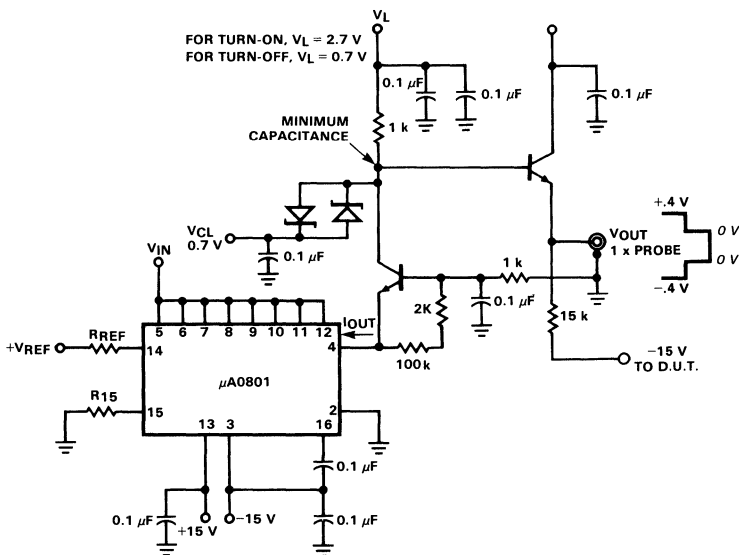 VL
FOR TURN-ON, VL = 2.7 V
FOR TURN-OFF, VL = 0.7 V
0.1 μF
0.1 μF
0.1 μF
MINIMUM
CAPACITANCE
1 k
+.4 V
VCL
0.7 V
VOUT
1 x PROBE
0 V
0 V
VIN
0.1 μF
1 k
-.4 V
2K
0.1 μF
5 6 7 8 9 10 11 12
IOUT
15 k
+VREF
RREF
14
4
100k
-15 V
TO D.U.T.
μA0801
R15
15
2
13 3 16
0.1 μF
0.1 μF
+15 V
-15 V
0.1 μF